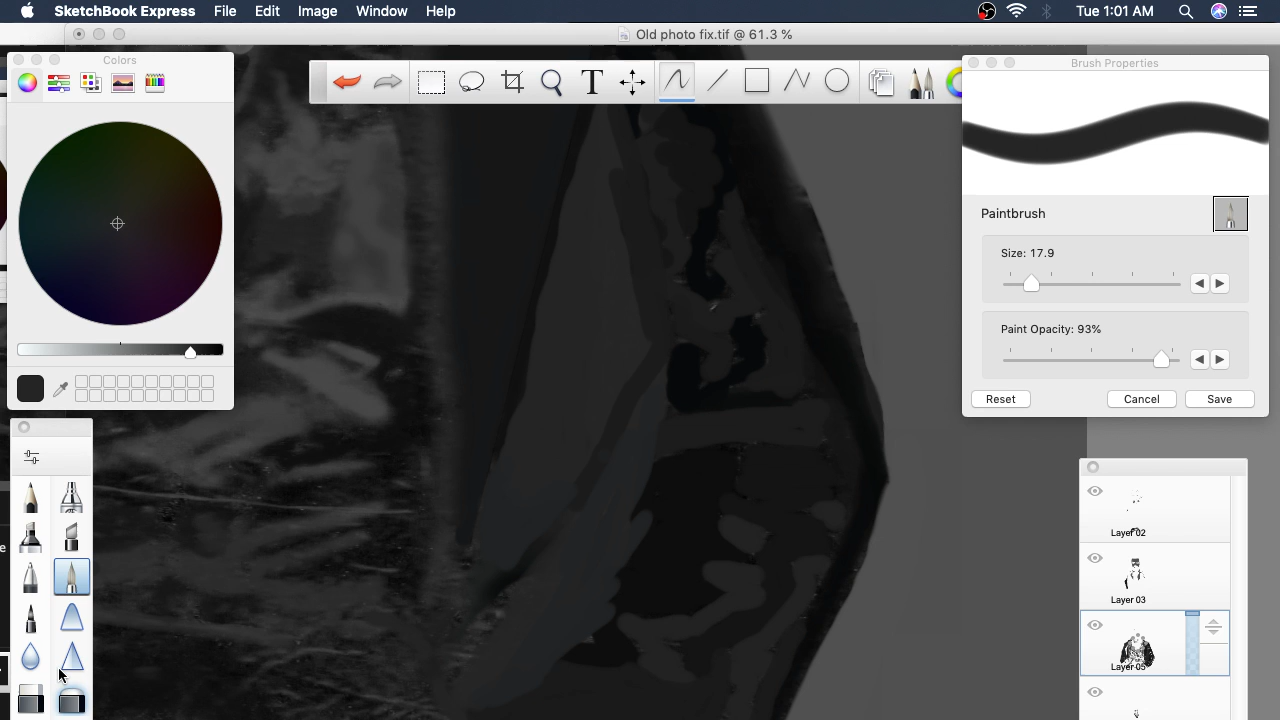 SketchBook Express File Edit Image Window Help Tue 1:01 AM
Old photo fix.tif @ 61.3 %
Colors
T
Brush Properties
Paintbrush
Size: 17.9
Paint Opacity: 93%
Reset Cancel Save
Layer 02
Layer 03
Layer 05